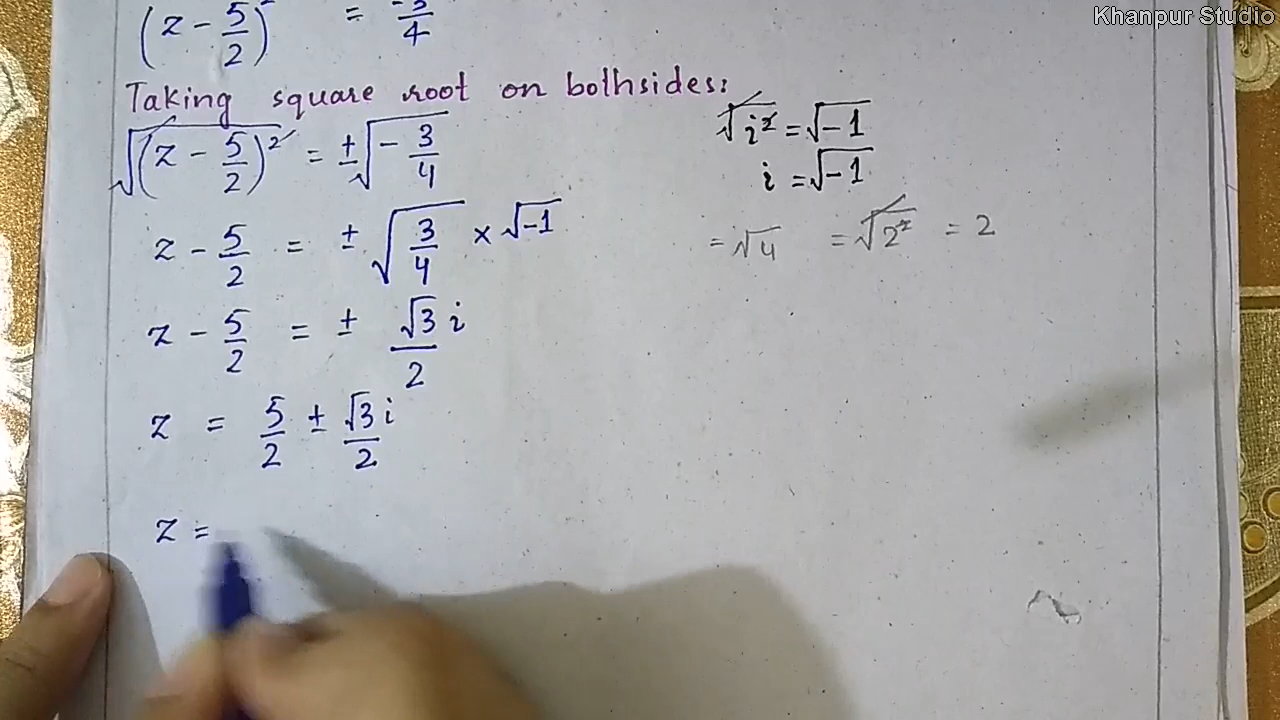 Khanpur Studio
(z - 5/2)² = -3/4
Taking square root on bothsides:
√(z - 5/2)² = ±√-3/4
z - 5/2 = ± √3/4 × √-1
z - 5/2 = ± √3/2 i
z = 5/2 ± √3/2 i
z =
√i² = √-1
i = √-1
= √4 = √2² = 2